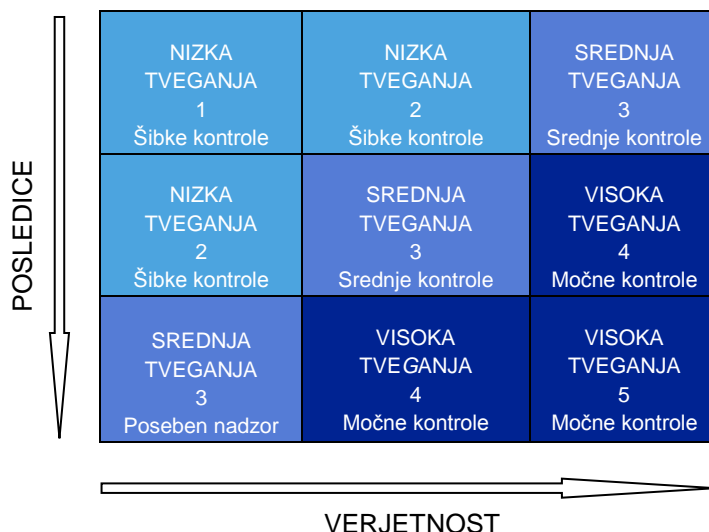 POSLEDICE
NIZKA
TVEGANJA
1
Šibke kontrole
NIZKA
TVEGANJA
2
Šibke kontrole
SREDNJA
TVEGANJA
3
Srednje kontrole
NIZKA
TVEGANJA
2
Šibke kontrole
SREDNJA
TVEGANJA
3
Srednje kontrole
VISOKA
TVEGANJA
4
Močne kontrole
SREDNJA
TVEGANJA
3
Poseben nadzor
VISOKA
TVEGANJA
4
Močne kontrole
VISOKA
TVEGANJA
5
Močne kontrole
VERJETNOST